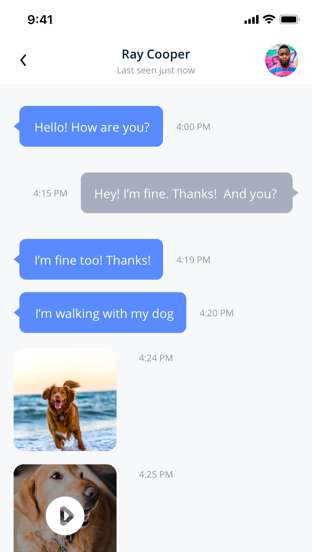 9:41
Ray Cooper
Last seen just now
Hello! How are you?
4:00 PM
4:15 PM
Hey! I’m fine. Thanks!  And you?
I’m fine too! Thanks!
4:19 PM
I’m walking with my dog
4:20 PM
4:24 PM
4:25 PM